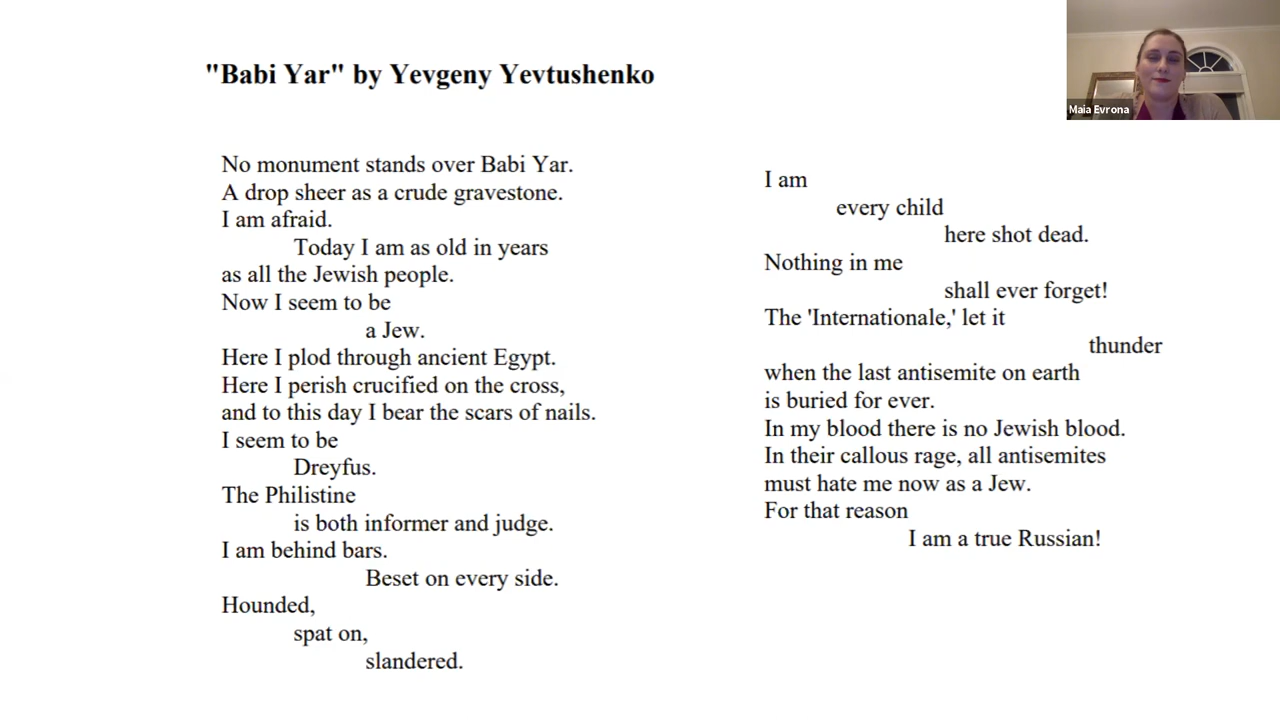 "Babi Yar" by Yevgeny Yevtushenko
No monument stands over Babi Yar.
A drop sheer as a crude gravestone.
I am afraid.
Today I am as old in years
as all the Jewish people.
Now I seem to be
a Jew.
Here I plod through ancient Egypt.
Here I perish crucified on the cross,
and to this day I bear the scars of nails.
I seem to be
Dreyfus.
The Philistine
is both informer and judge.
I am behind bars.
Beset on every side.
Hounded,
spat on,
slandered.
I am
every child
here shot dead.
Nothing in me
shall ever forget!
The 'Internationale,' let it
thunder
when the last antisemite on earth
is buried for ever.
In my blood there is no Jewish blood.
In their callous rage, all antisemites
must hate me now as a Jew.
For that reason
I am a true Russian!
Maia Evrona